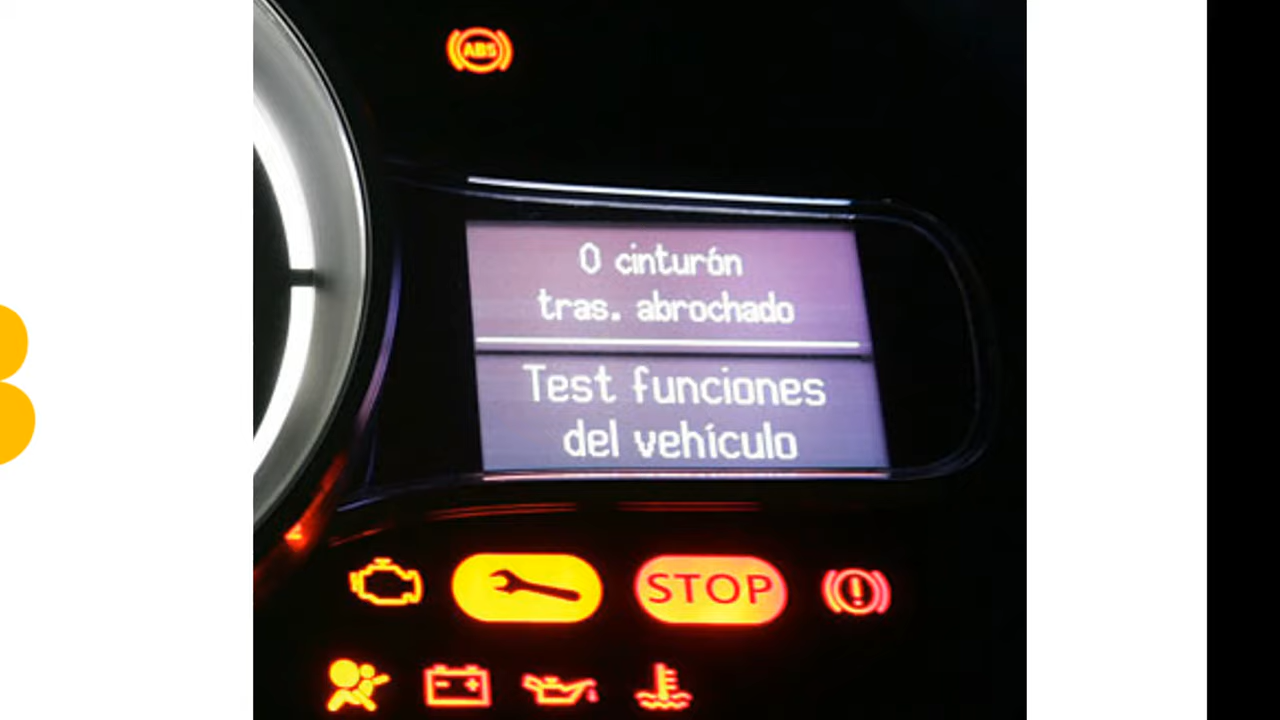 ABS
0 cinturón
tras. abrochado
Test funciones
del vehículo
STOP